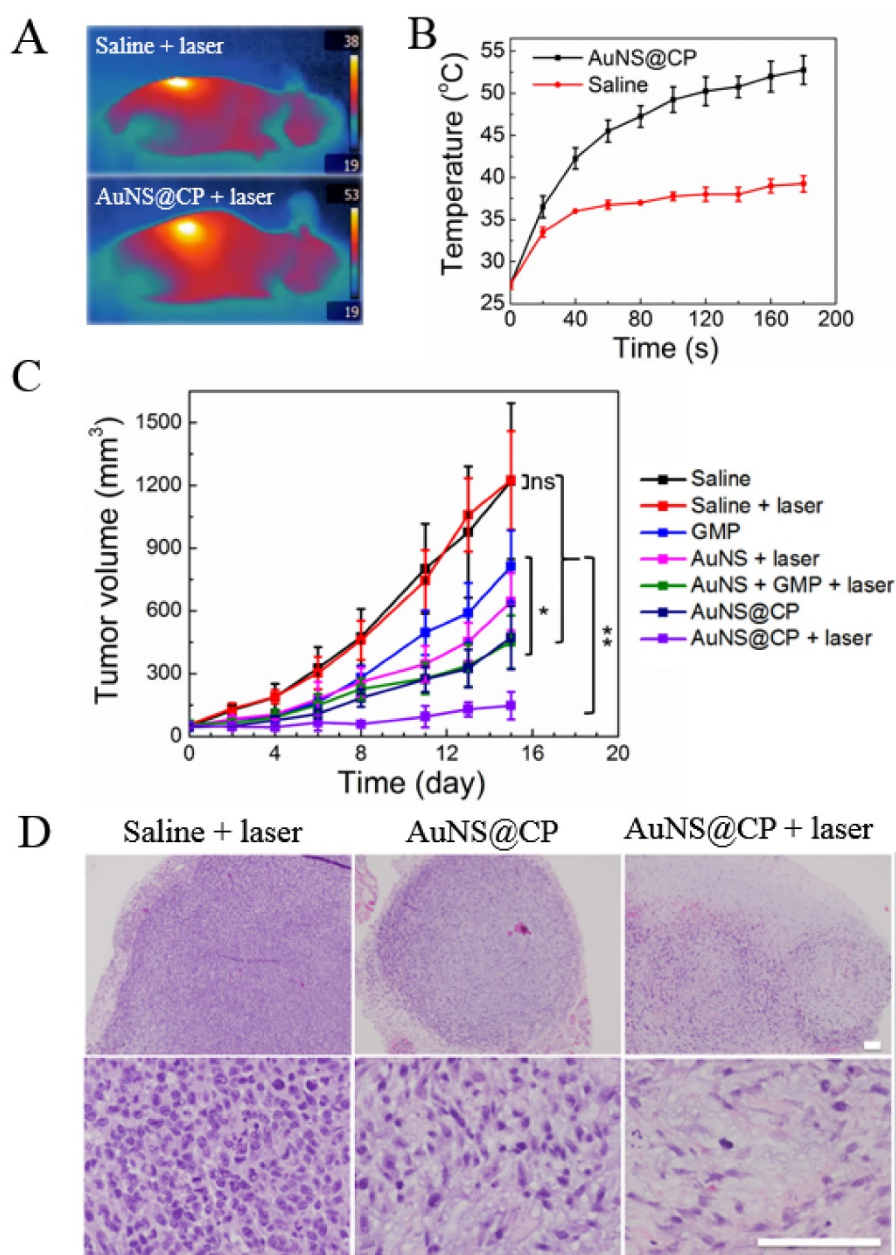 A
Saline + laser
38
19
AuNS@CP + laser
53
19
B
AuNS@CP
Saline
Temperature (°C)
55
50
45
40
35
30
25
0 40 80 120 160 200
Time (s)
C
Tumor volume (mm³)
1500
1200
900
600
300
0
ns
*
**
0 4 8 12 16 20
Time (day)
Saline
Saline + laser
GMP
AuNS + laser
AuNS + GMP + laser
AuNS@CP
AuNS@CP + laser
D
Saline + laser
AuNS@CP
AuNS@CP + laser